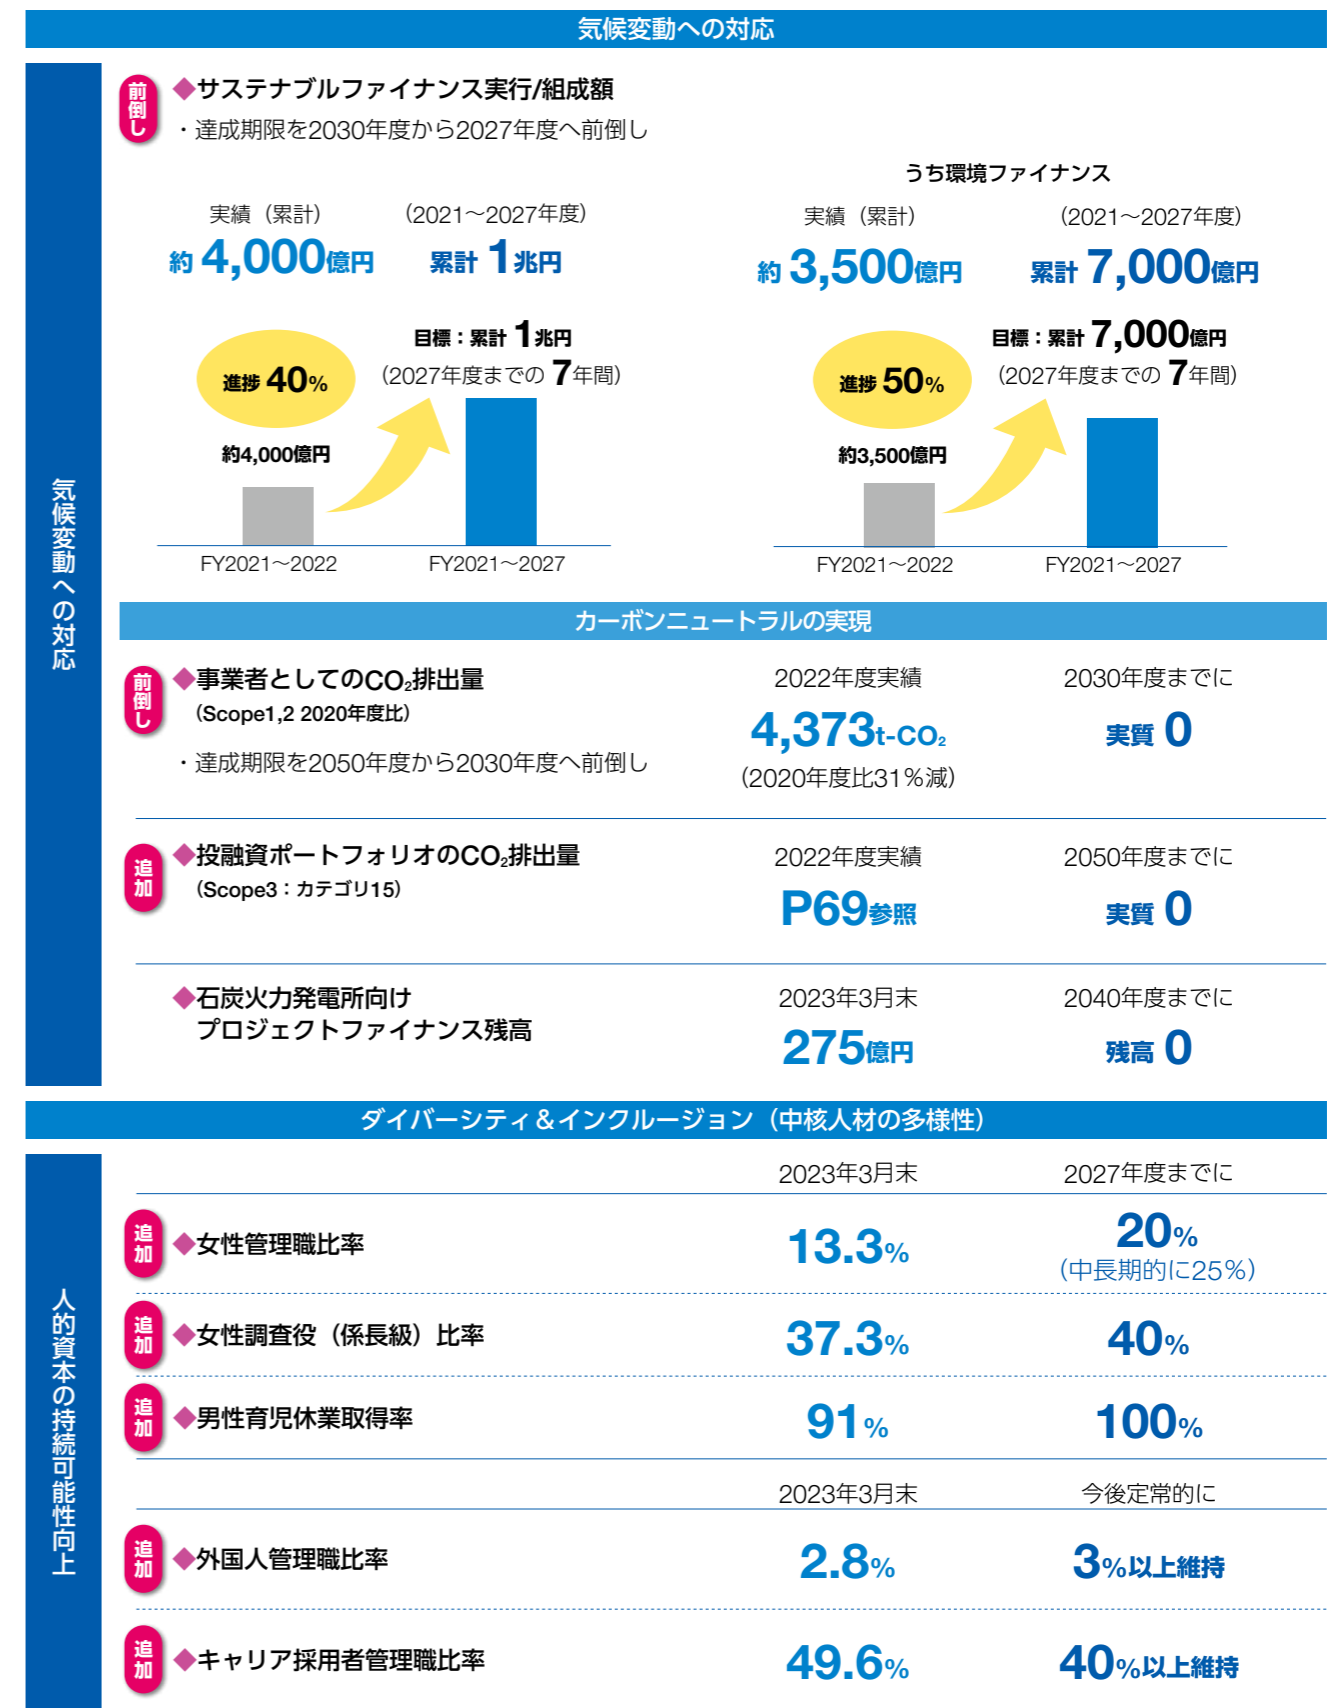 気候変動への対応
気候変動への対応
前倒し
◆サステナブルファイナンス実行/組成額
・達成期限を2030年度から2027年度へ前倒し
うち環境ファイナンス
実績（累計） （2021～2027年度）
約4,000億円 累計1兆円
実績（累計） （2021～2027年度）
約3,500億円 累計7,000億円
目標：累計1兆円
（2027年度までの7年間）
進捗40%
約4,000億円
FY2021～2022 FY2021～2027
目標：累計7,000億円
（2027年度までの7年間）
進捗50%
約3,500億円
FY2021～2022 FY2021～2027
カーボンニュートラルの実現
前倒し
◆事業者としてのCO₂排出量
（Scope1,2 2020年度比）
・達成期限を2050年度から2030年度へ前倒し
2022年度実績
4,373t-CO₂
（2020年度比31％減）
2030年度までに
実質0
追加
◆投融資ポートフォリオのCO₂排出量
（Scope3：カテゴリ15）
2022年度実績
P69参照
2050年度までに
実質0
◆石炭火力発電所向け
プロジェクトファイナンス残高
2023年3月末
275億円
2040年度までに
残高0
ダイバーシティ＆インクルージョン（中核人材の多様性）
人的資本の持続可能性向上
2023年3月末 2027年度までに
追加
◆女性管理職比率
13.3%
20%
（中長期的に25％）
追加
◆女性調査役（係長級）比率
37.3%
40%
追加
◆男性育児休業取得率
91%
100%
2023年3月末 今後定常的に
追加
◆外国人管理職比率
2.8%
3%以上維持
追加
◆キャリア採用者管理職比率
49.6%
40%以上維持